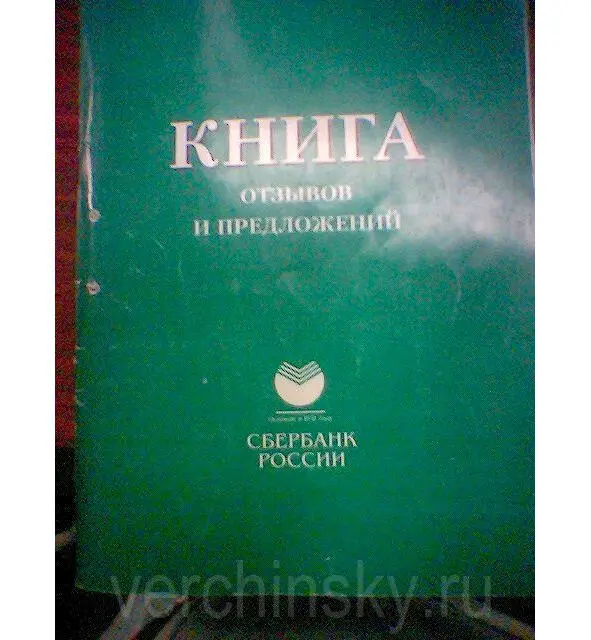 КНИГА
ОТЗЫВОВ
И ПРЕДЛОЖЕНИЙ
СБЕРБАНК
РОССИИ
verchinsky.ru